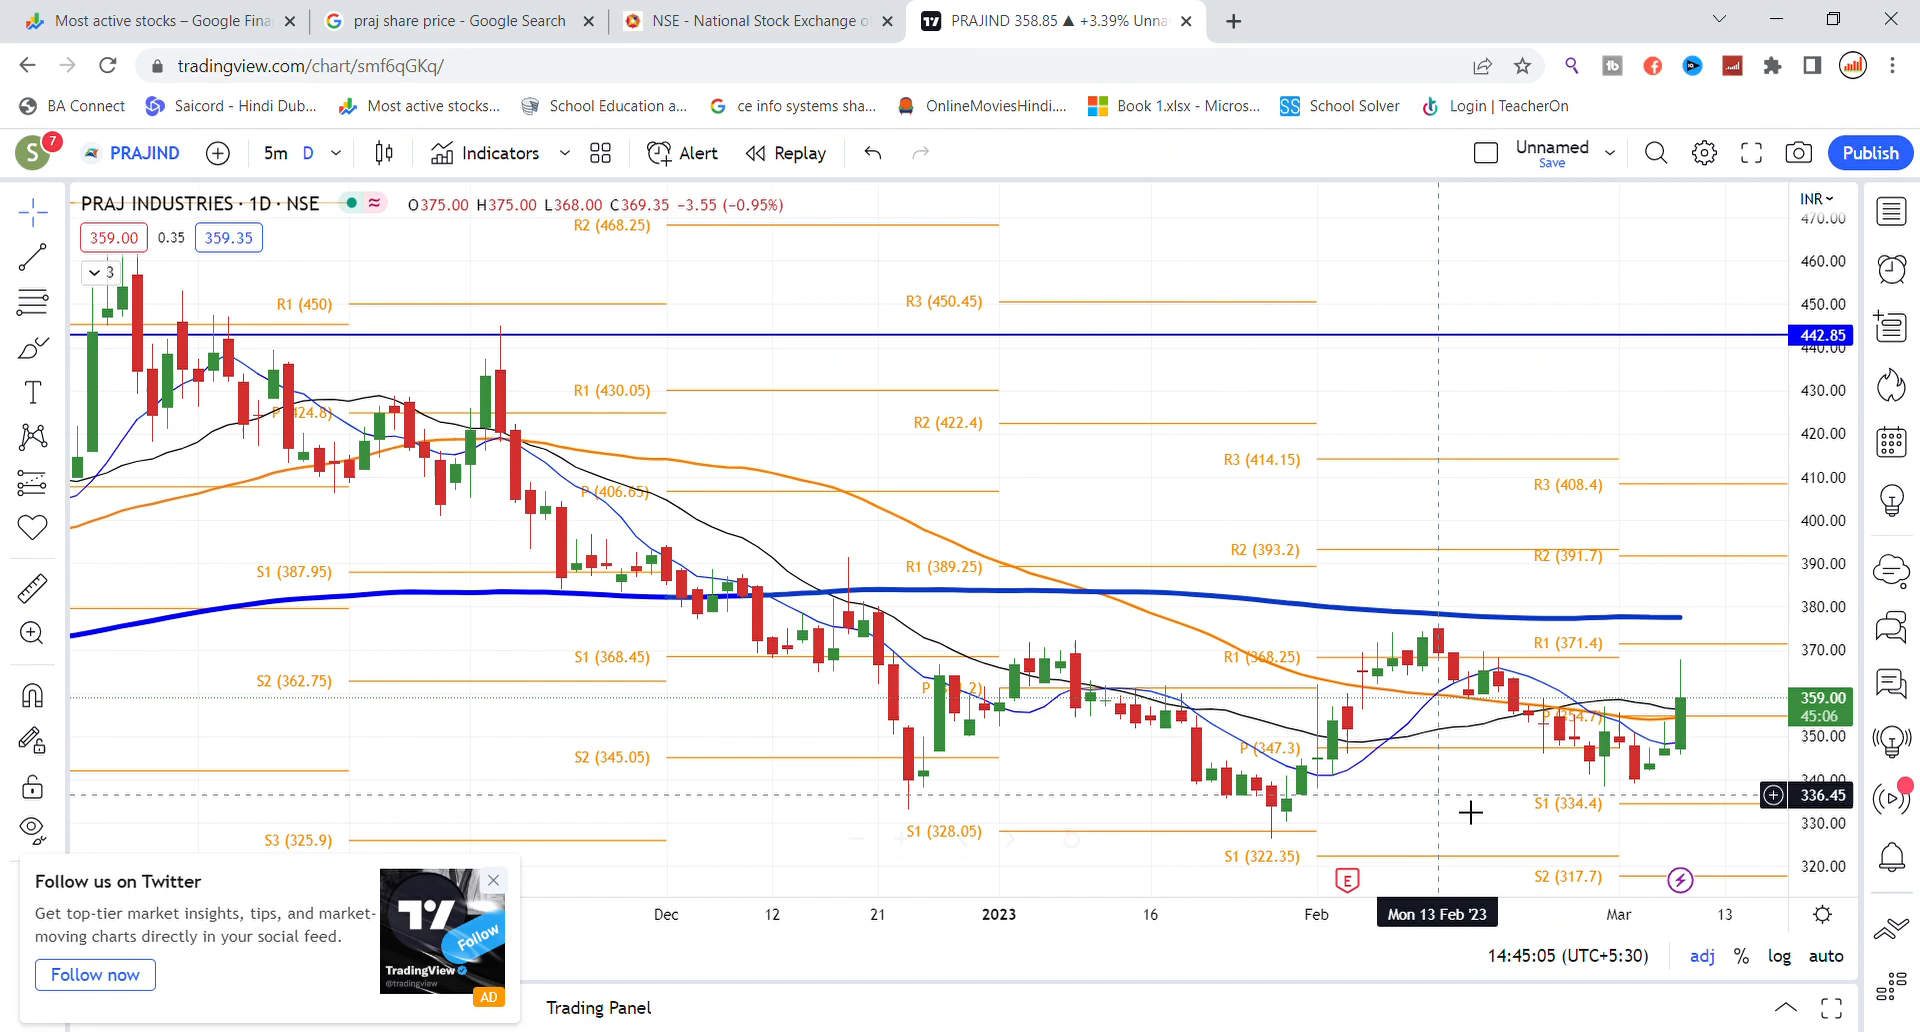 Most active stocks – Google Fina
praj share price - Google Search
NSE - National Stock Exchange o
PRAJIND 358.85 ▲ +3.39% Unna
tradingview.com/chart/smf6qGKq/
BA Connect
Saicord - Hindi Dub...
Most active stocks...
School Education a...
ce info systems sha...
OnlineMoviesHindi....
Book 1.xlsx - Micros...
SS School Solver
Login | TeacherOn
S 7
PRAJIND
5m D
Indicators
Alert
Replay
Unnamed
Save
Publish
PRAJ INDUSTRIES · 1D · NSE
O375.00 H375.00 L368.00 C369.35 −3.55 (−0.95%)
INR
359.00 0.35 359.35
3
R2 (468.25)
R1 (450)
R3 (450.45)
R1 (430.05)
P (424.8)
R2 (422.4)
R3 (414.15)
R3 (408.4)
P (406.65)
R2 (393.2)
R2 (391.7)
R1 (389.25)
S1 (387.95)
R1 (371.4)
S1 (368.45)
R1 (368.25)
S2 (362.75)
P (354.7)
P (347.3)
S2 (345.05)
S1 (334.4)
S1 (328.05)
S3 (325.9)
S1 (322.35)
S2 (317.7)
470.00
460.00
450.00
442.85
440.00
430.00
420.00
410.00
400.00
390.00
380.00
370.00
359.00
45:06
350.00
340.00
336.45
330.00
320.00
E
Dec
12
21
2023
16
Feb
Mon 13 Feb '23
Mar
13
14:45:05 (UTC+5:30)
adj
%
log
auto
Follow us on Twitter
Get top-tier market insights, tips, and market-
moving charts directly in your social feed.
Follow now
Follow
TradingView
@tradingview
AD
Trading Panel